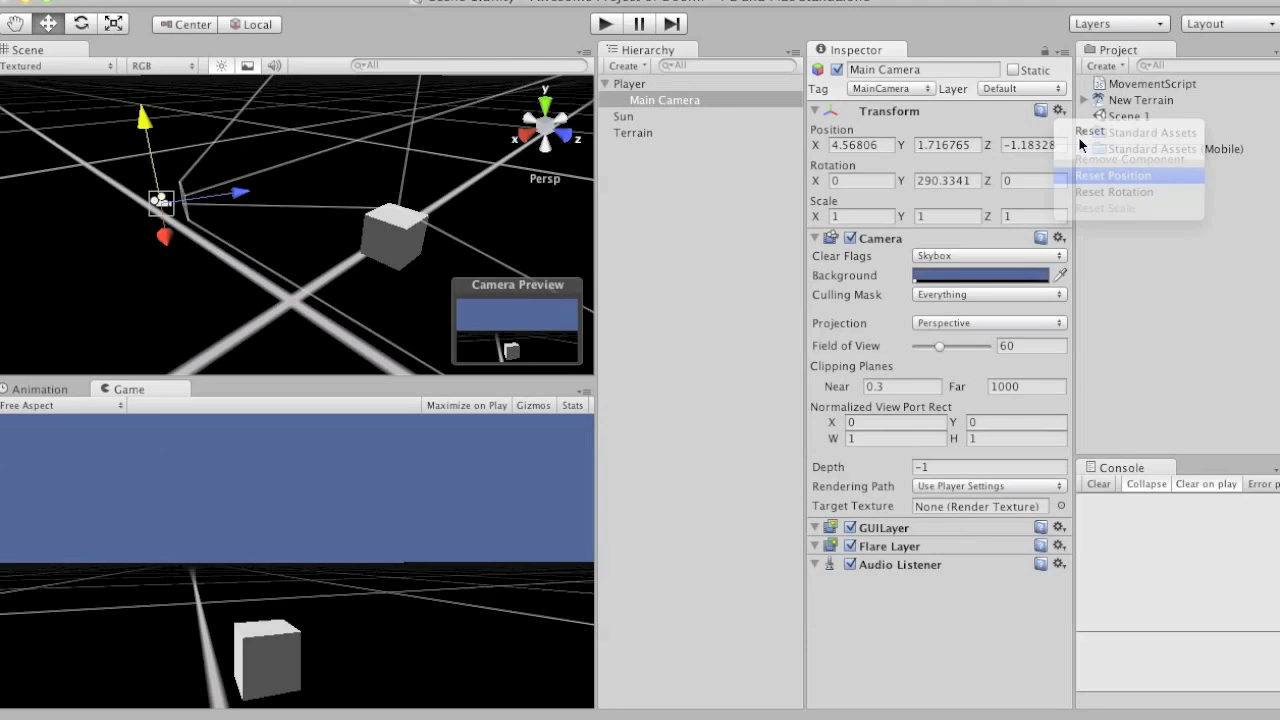 Center
Local
Layers
Layout
Scene
Textured
RGB
All
y
x
z
Persp
Camera Preview
Animation
Game
Free Aspect
Maximize on Play
Gizmos
Stats
Hierarchy
Create
All
Player
Main Camera
Sun
Terrain
Inspector
Main Camera
Static
Tag
MainCamera
Layer
Default
Transform
Position
X 4.56806 Y 1.716765 Z -1.18328
Rotation
X 0 Y 290.3341 Z 0
Scale
X 1 Y 1 Z 1
Camera
Clear Flags Skybox
Background
Culling Mask Everything
Projection Perspective
Field of View 60
Clipping Planes
Near 0.3 Far 1000
Normalized View Port Rect
X 0 Y 0
W 1 H 1
Depth -1
Rendering Path Use Player Settings
Target Texture None (Render Texture)
GUILayer
Flare Layer
Audio Listener
Project
Create
All
MovementScript
New Terrain
Scene 1
Standard Assets
Standard Assets (Mobile)
Reset
Remove Component
Reset Position
Reset Rotation
Reset Scale
Console
Clear
Collapse
Clear on play
Error p